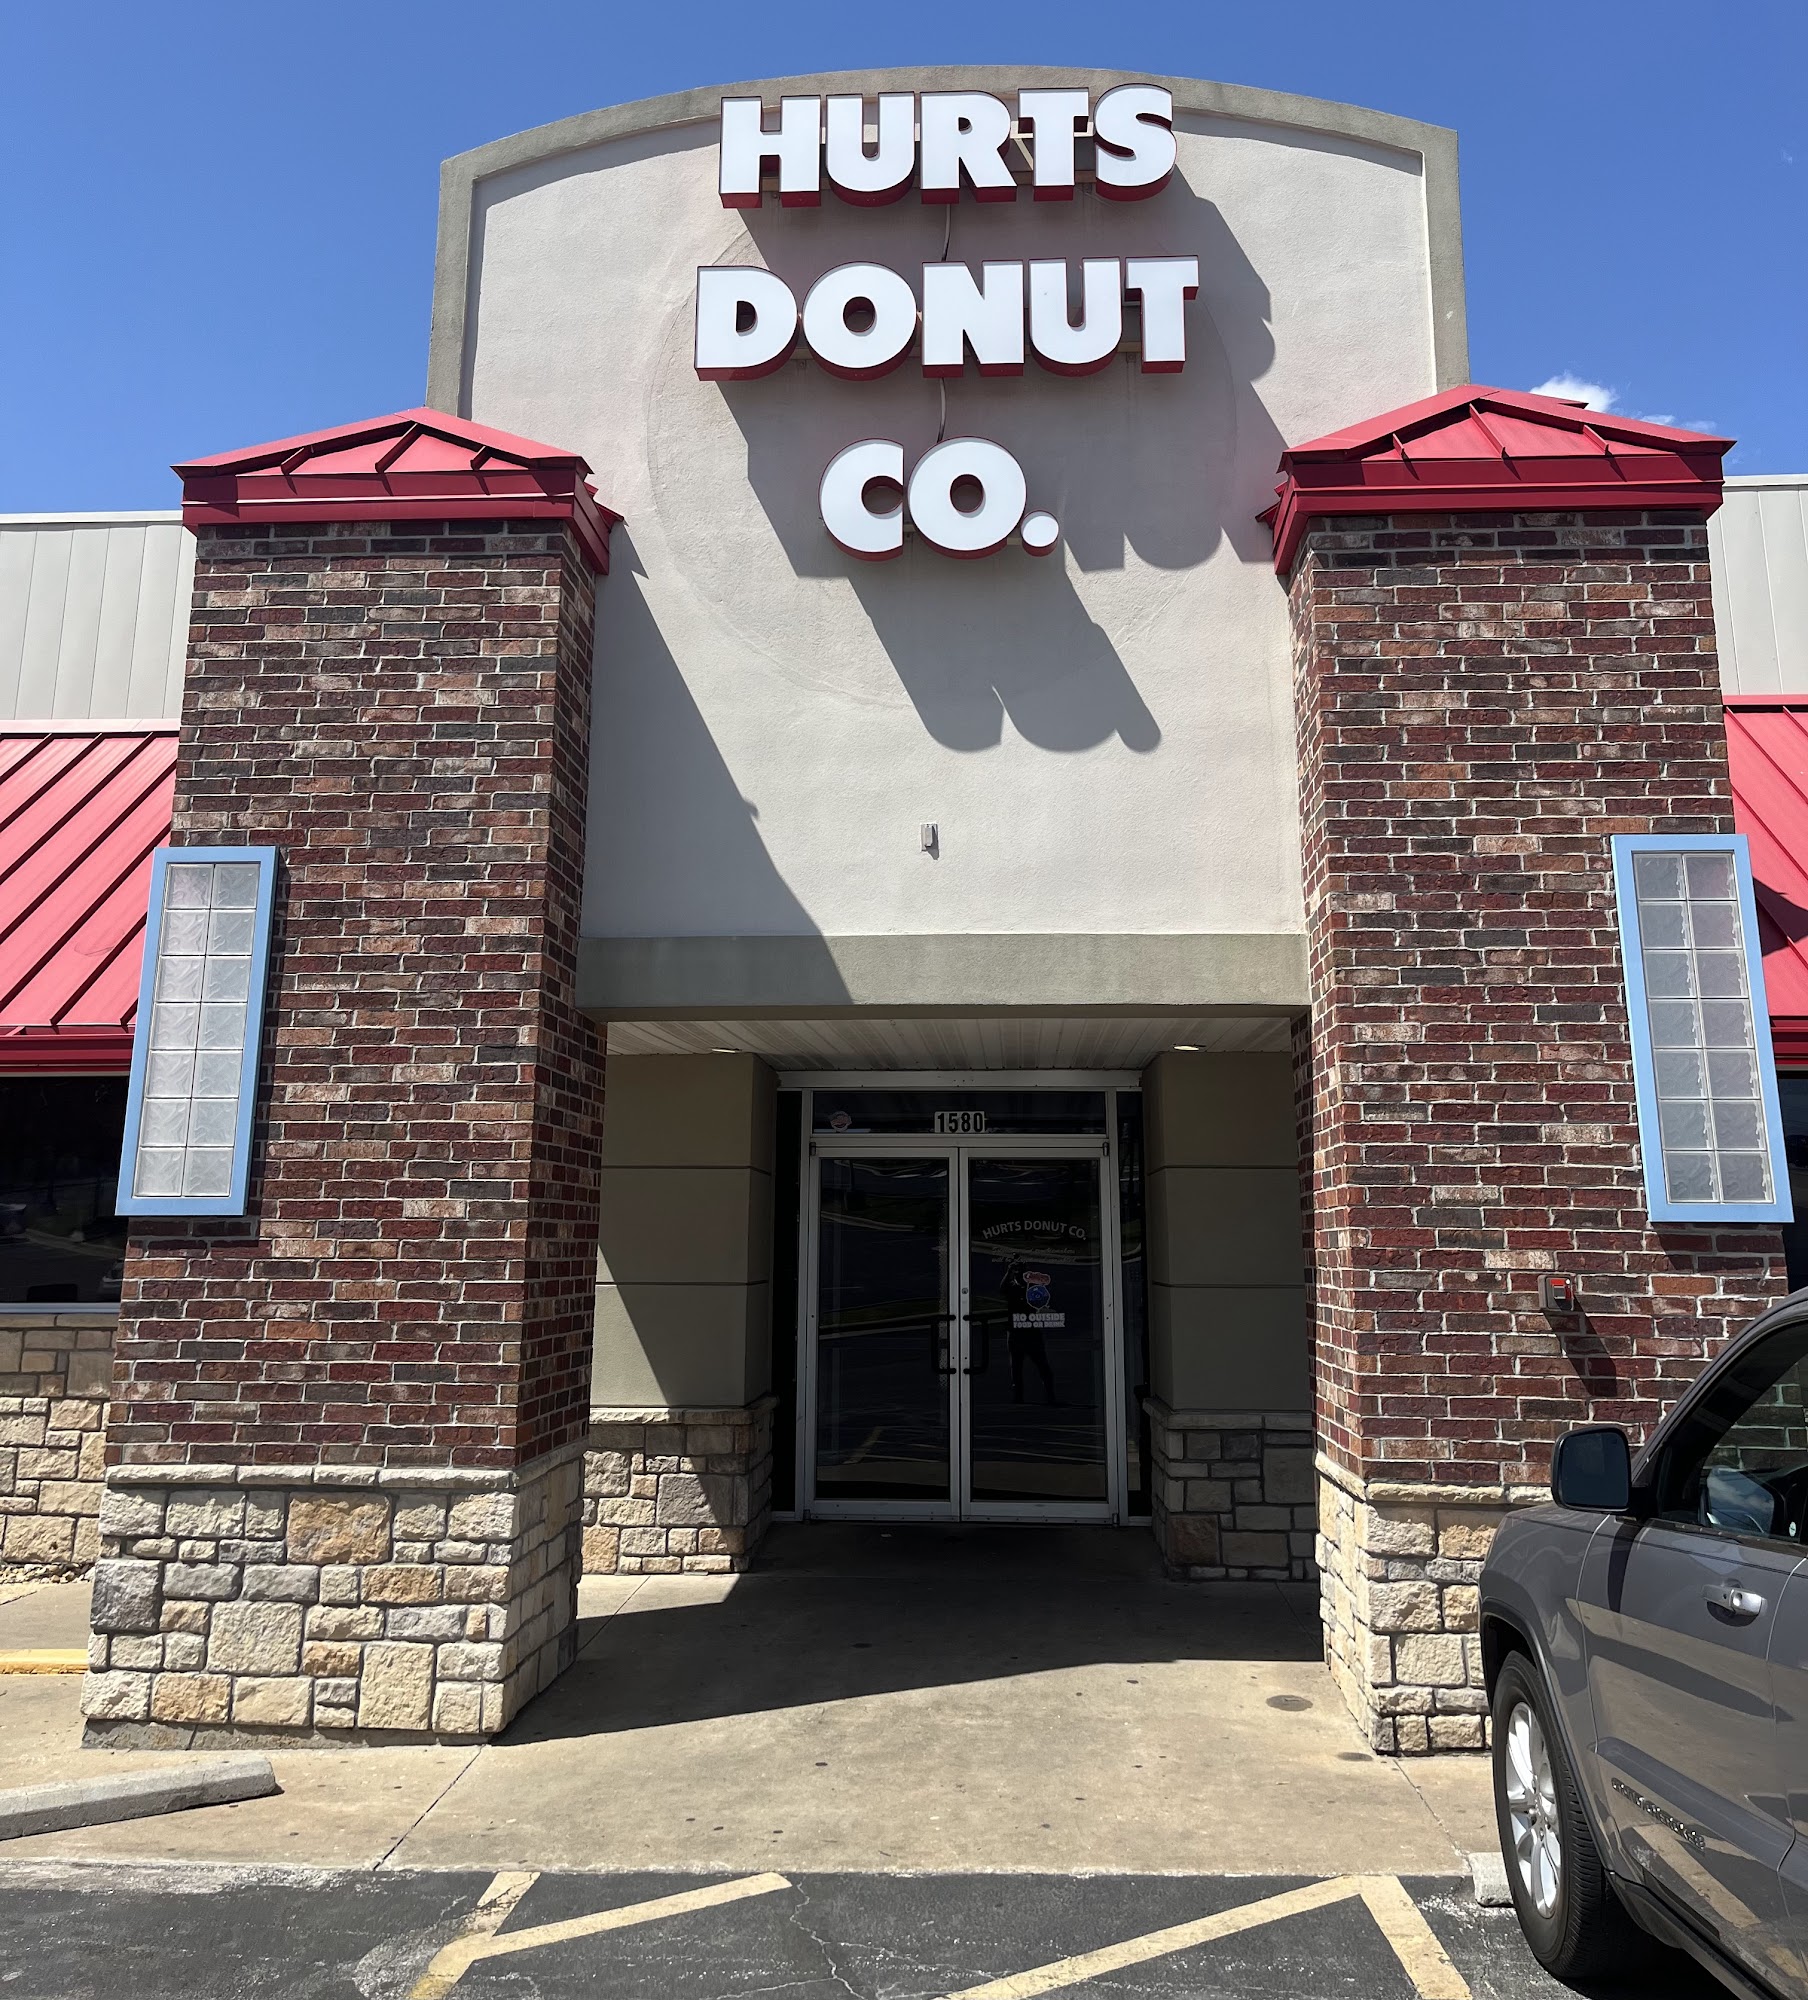 HURTS
DONUT
CO.
1580
HURTS DONUT CO.
NO OUTSIDE
FOOD OR DRINK